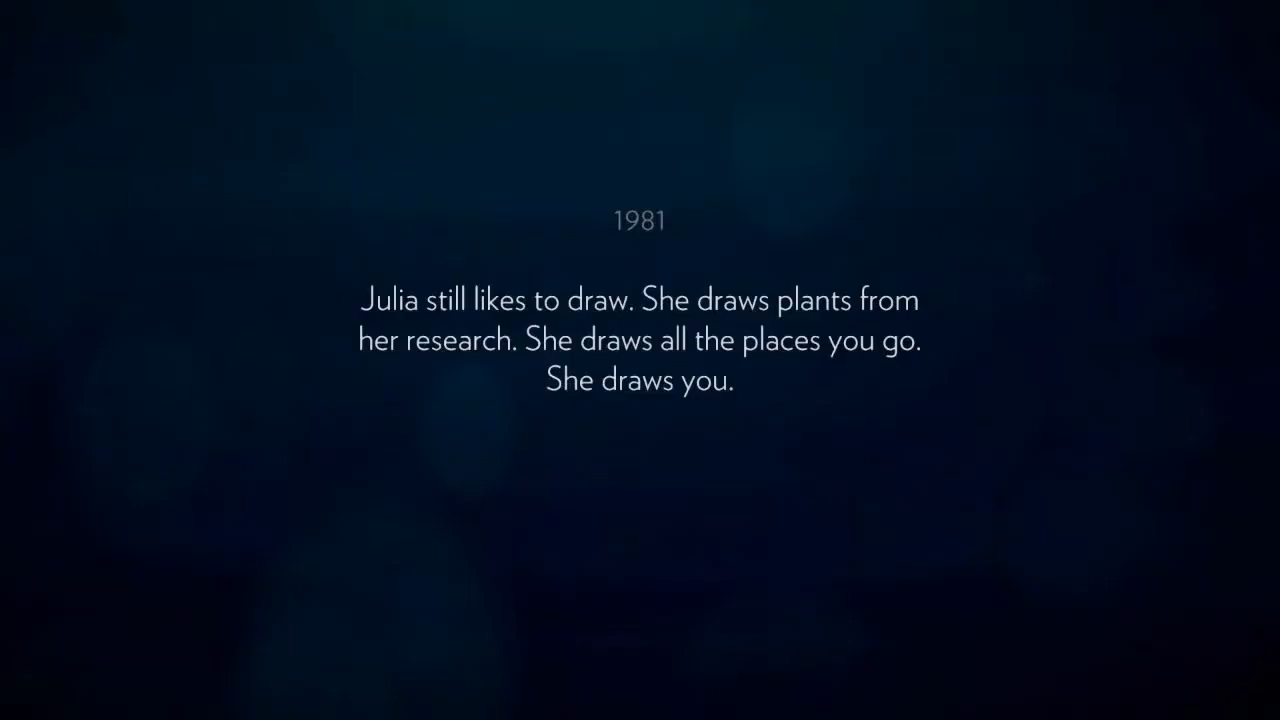 1981
Julia still likes to draw. She draws plants from
her research. She draws all the places you go.
She draws you.